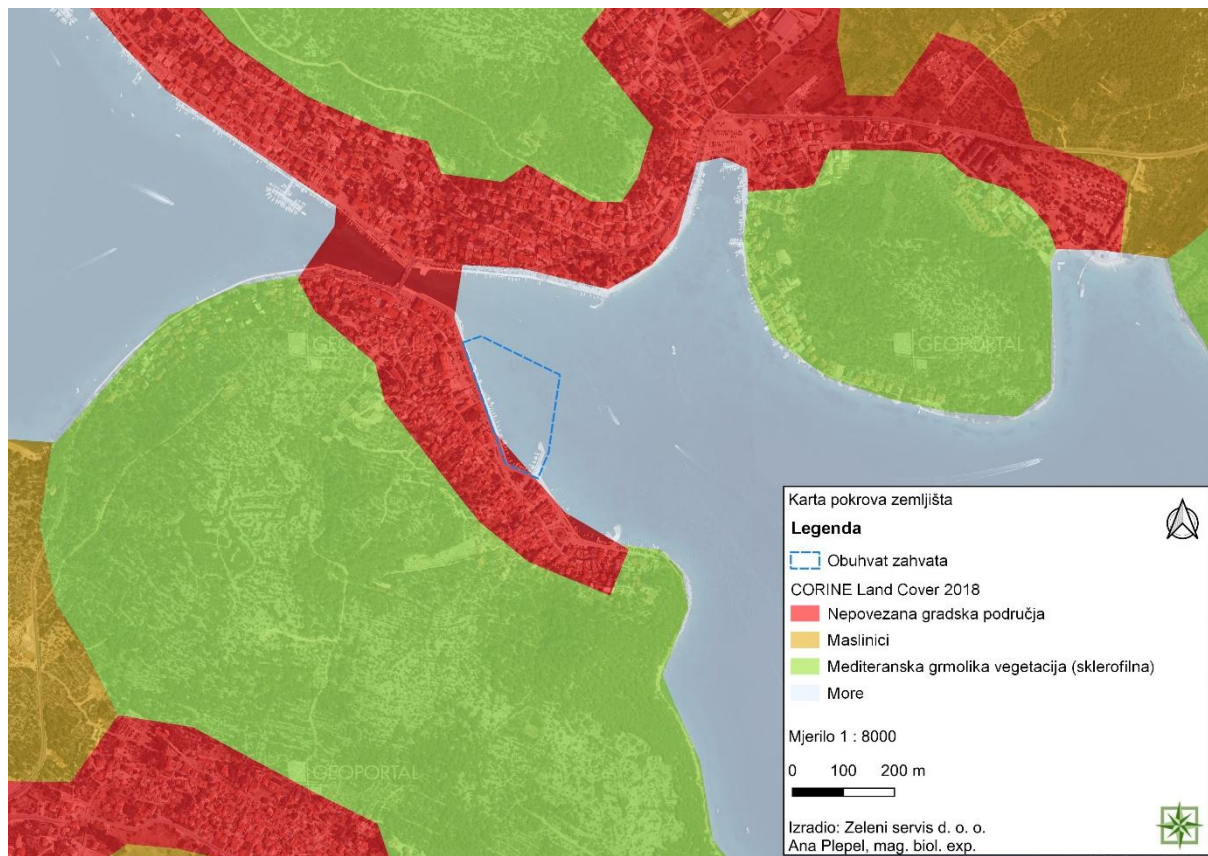 GEOPORTAL
GEOPORTAL
GEOPORTAL
Karta pokrova zemljišta
Legenda
Obuhvat zahvata
CORINE Land Cover 2018
Nepovezana gradska područja
Maslinici
Mediteranska grmolika vegetacija (sklerofilna)
More
Mjerilo 1 : 8000
0 100 200 m
Izradio: Zeleni servis d. o. o.
Ana Plepel, mag. biol. exp.